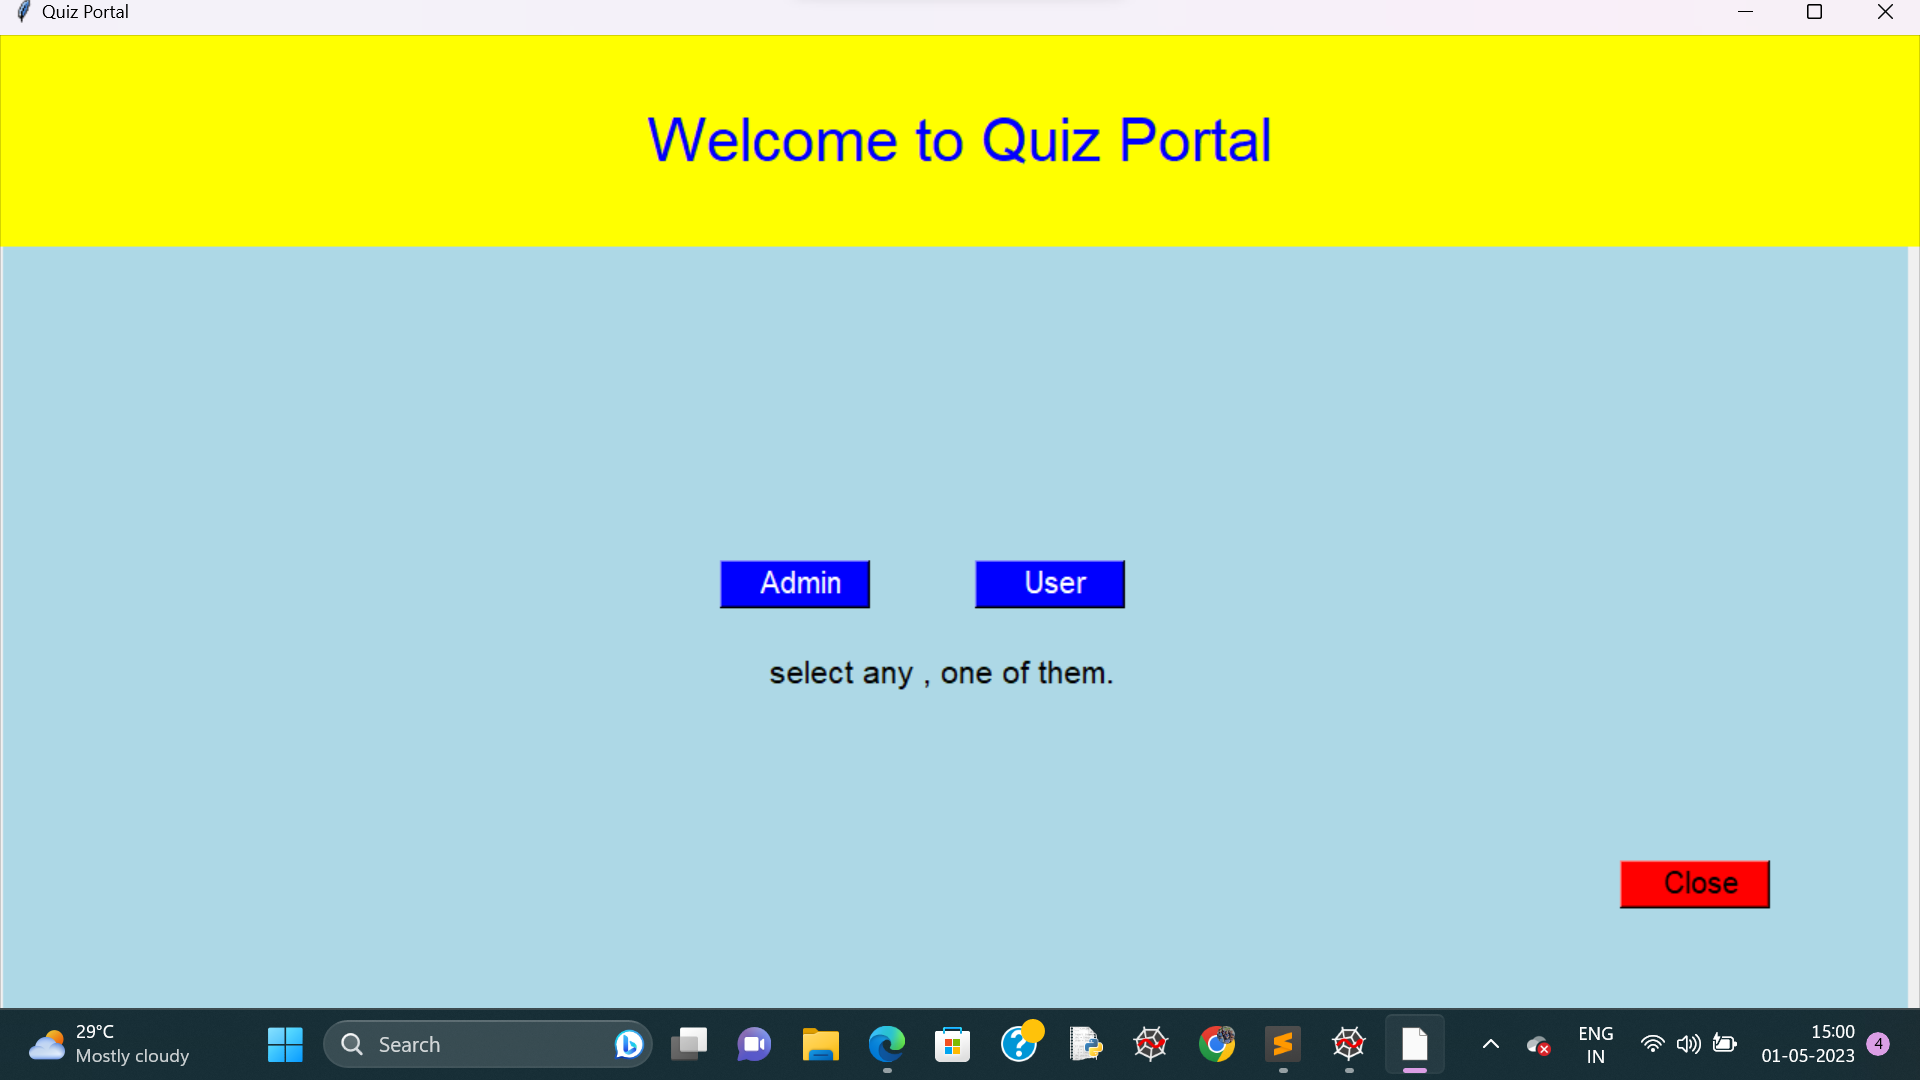 Quiz Portal
Welcome to Quiz Portal
Admin
User
select any , one of them.
Close
29°C
Mostly cloudy
Search
ENG
IN
15:00
01-05-2023
4